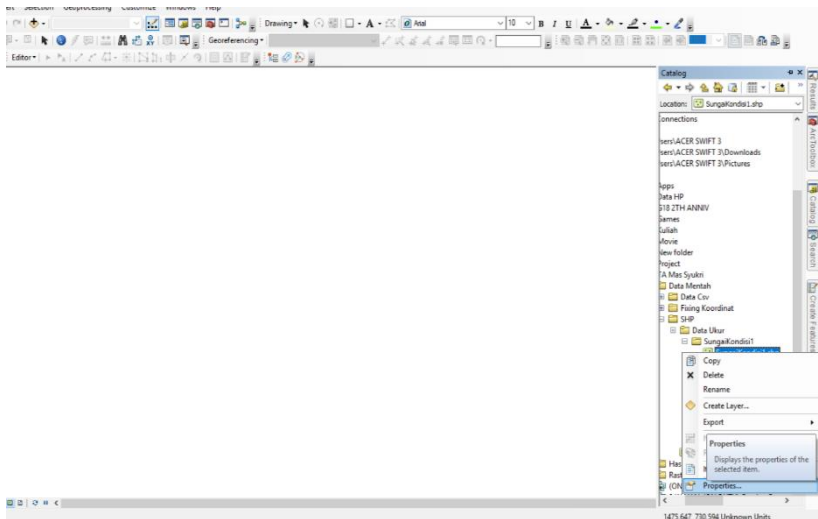 Selection Geoprocessing Customize Windows Help
Drawing Arial 10 B I U A
Georeferencing
Editor
Catalog
Location: SungaiKondisi1.shp
onnections
sers\ACER SWIFT 3
sers\ACER SWIFT 3\Downloads
sers\ACER SWIFT 3\Pictures
Apps
Data HP
G18 2TH ANNIV
Games
Kuliah
Movie
New folder
Project
TA Mas Syukri
Data Mentah
Data Csv
Fixing Koordinat
SHP
Data Ukur
SungaiKondisi1
Copy
Delete
Rename
Create Layer...
Export
Properties
Displays the properties of the
selected item.
Has
Rast
(ON
Properties...
1475,647 730,594 Unknown Units
Results
ArcToolbox
Catalog
Search
Create Features